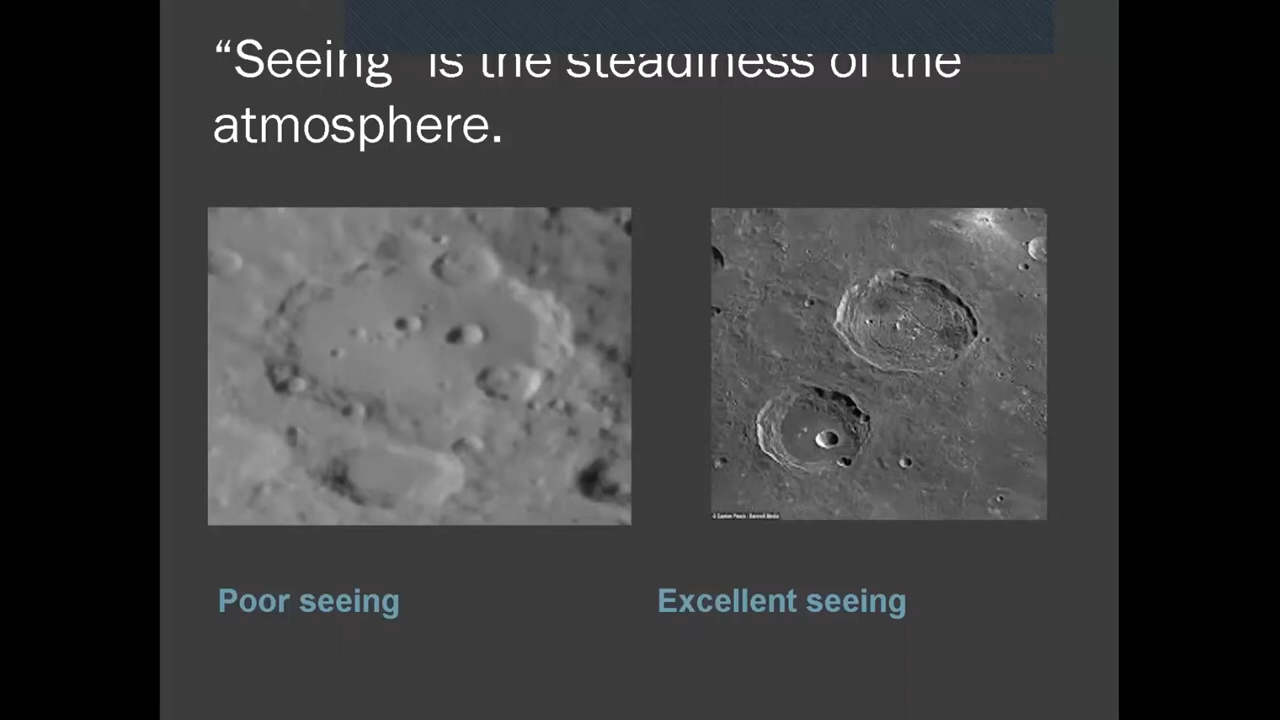 “Seeing” is the steadiness of the
atmosphere.
Poor seeing
Excellent seeing